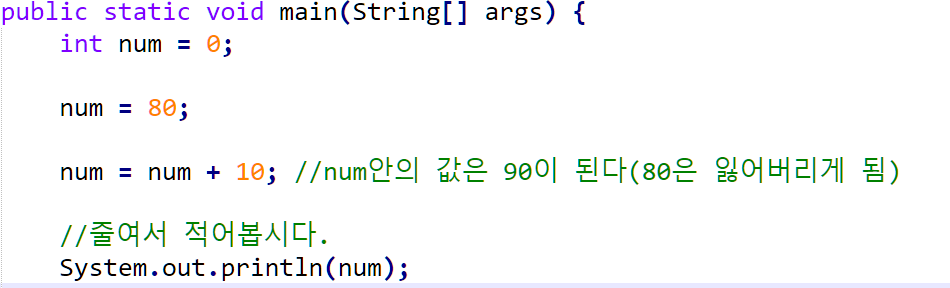 public static void main(String[] args) {
int num = 0;
num = 80;
num = num + 10; //num안의 값은 90이 된다(80은 잃어버리게 됨)
//줄여서 적어봅시다.
System.out.println(num);